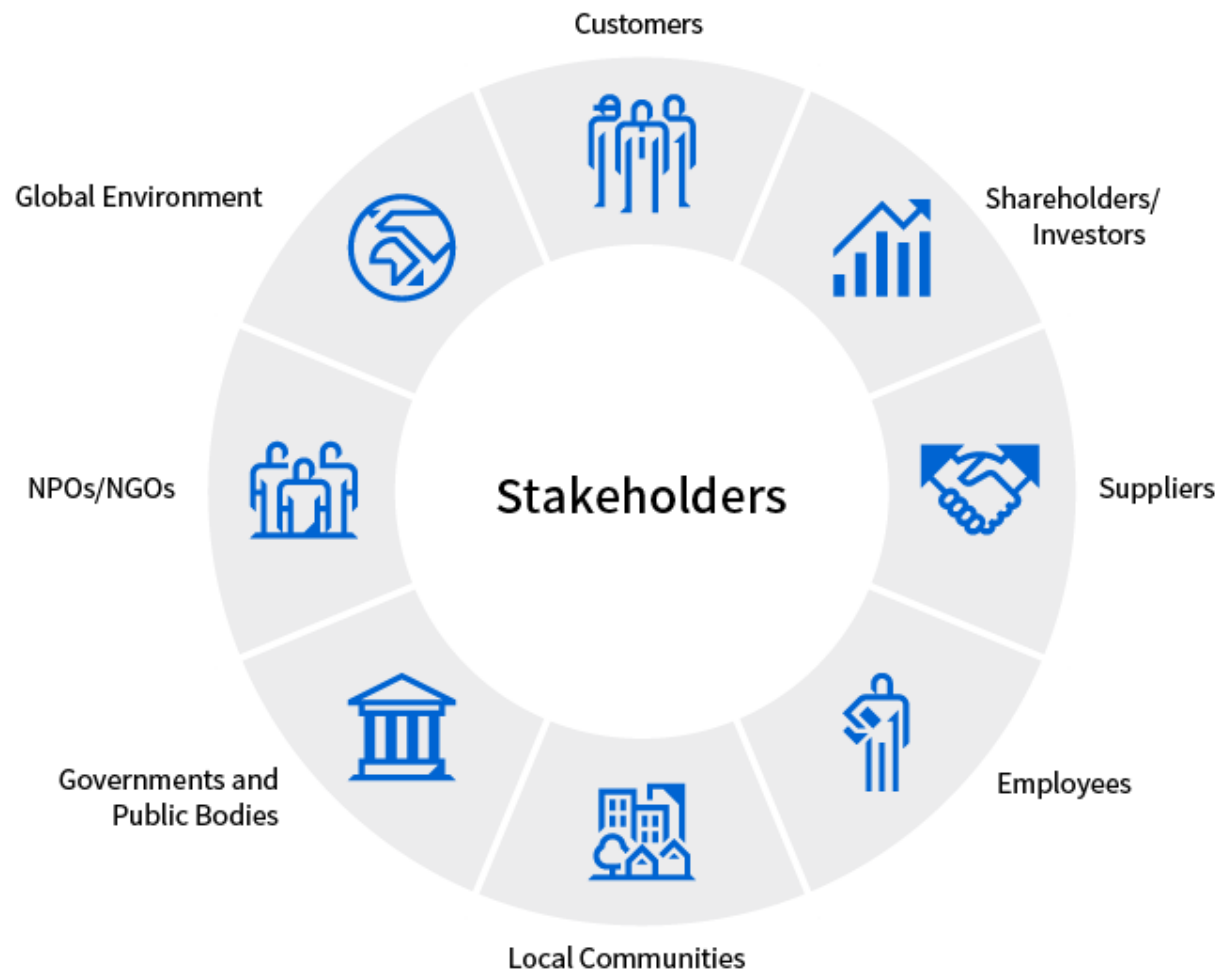 Customers
Global Environment
Shareholders/
Investors
NPOs/NGOs
Stakeholders
Suppliers
Governments and
Public Bodies
Employees
Local Communities